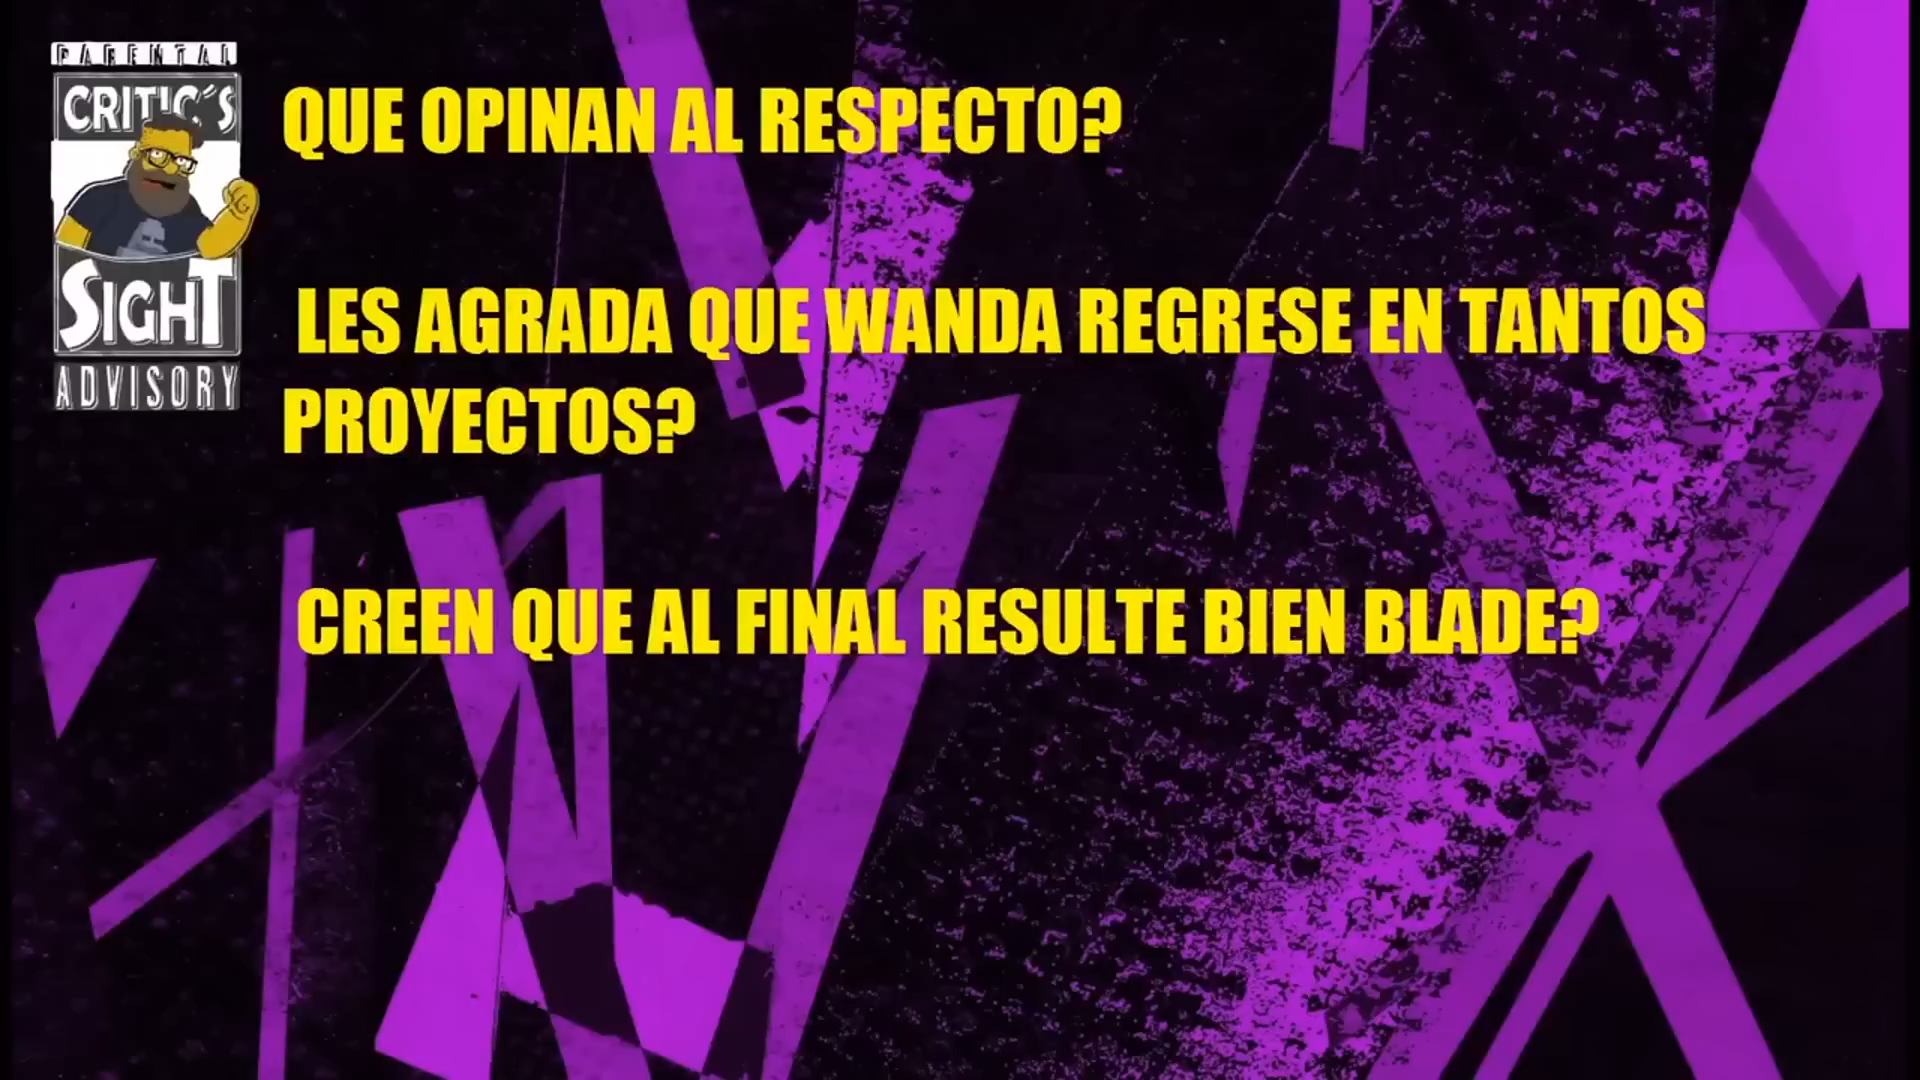 PARENTAL
CRITIC´S
SIGHT
ADVISORY
QUE OPINAN AL RESPECTO?
LES AGRADA QUE WANDA REGRESE EN TANTOS
PROYECTOS?
CREEN QUE AL FINAL RESULTE BIEN BLADE?